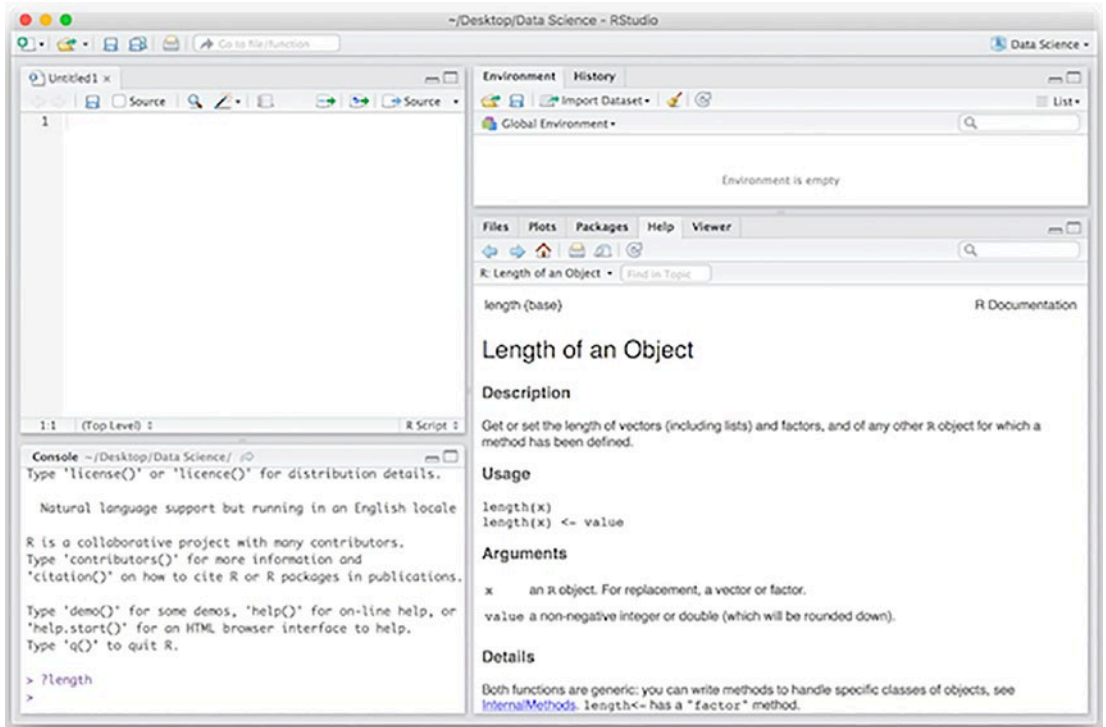 ~/Desktop/Data Science - RStudio
Go to file/function
Data Science
Untitled1 ×
Source
Source
1
1:1 (Top Level) R Script
Console ~/Desktop/Data Science/
Type 'license()' or 'licence()' for distribution details.
Natural language support but running in an English locale
R is a collaborative project with many contributors.
Type 'contributors()' for more information and
'citation()' on how to cite R or R packages in publications.
Type 'demo()' for some demos, 'help()' for on-line help, or
'help.start()' for an HTML browser interface to help.
Type 'q()' to quit R.
> ?length
>
Environment History
Import Dataset
List
Global Environment
Environment is empty
Files Plots Packages Help Viewer
R: Length of an Object Find in Topic
length {base} R Documentation
Length of an Object
Description
Get or set the length of vectors (including lists) and factors, and of any other R object for which a
method has been defined.
Usage
length(x)
length(x) <- value
Arguments
x an R object. For replacement, a vector or factor.
value a non-negative integer or double (which will be rounded down).
Details
Both functions are generic: you can write methods to handle specific classes of objects, see
InternalMethods. length<- has a "factor" method.